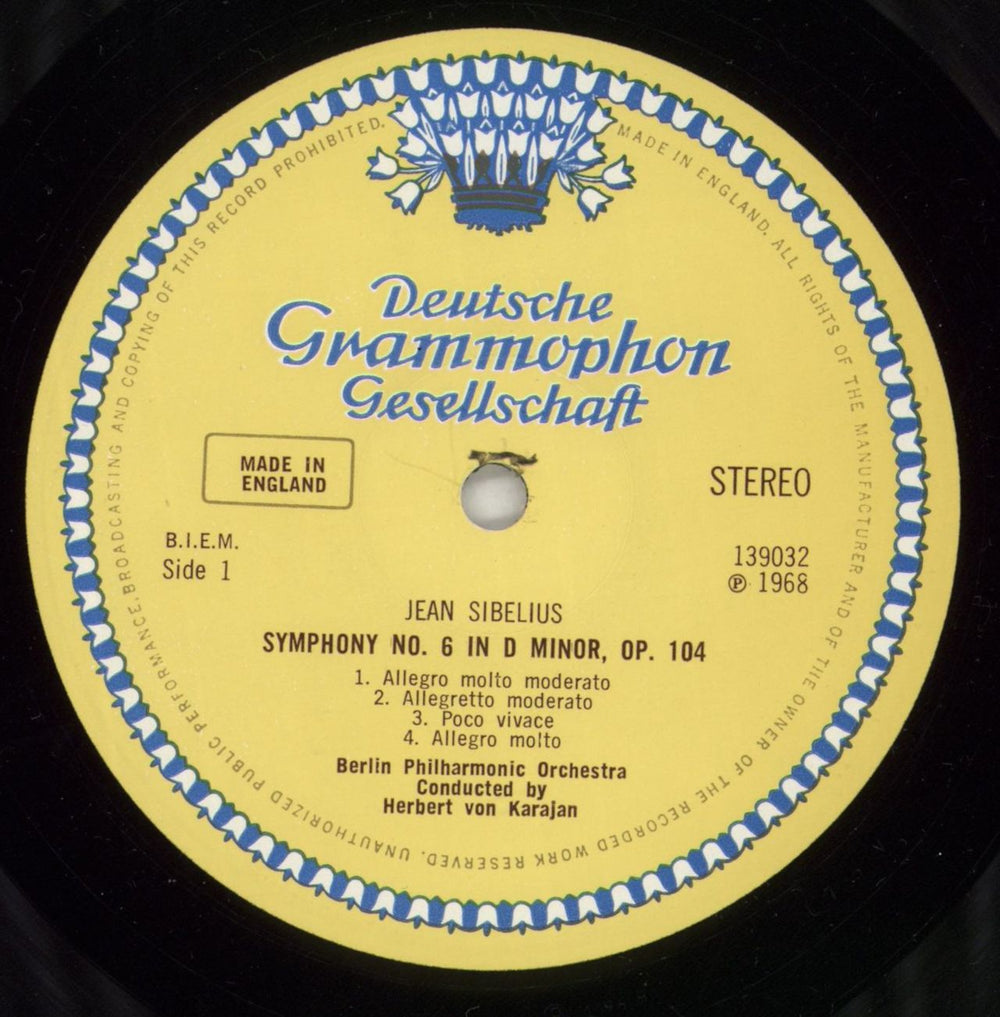 Deutsche
Grammophon
Gesellschaft
MADE IN
ENGLAND
STEREO
B.I.E.M.
Side 1
139032
℗ 1968
JEAN SIBELIUS
SYMPHONY NO. 6 IN D MINOR, OP. 104
1. Allegro molto moderato
2. Allegretto moderato
3. Poco vivace
4. Allegro molto
Berlin Philharmonic Orchestra
Conducted by
Herbert von Karajan
MADE IN ENGLAND. ALL RIGHTS OF THE MANUFACTURER AND OF THE OWNER OF THE RECORDED WORK RESERVED. UNAUTHORIZED PUBLIC PERFORMANCE, BROADCASTING AND COPYING OF THIS RECORD PROHIBITED.